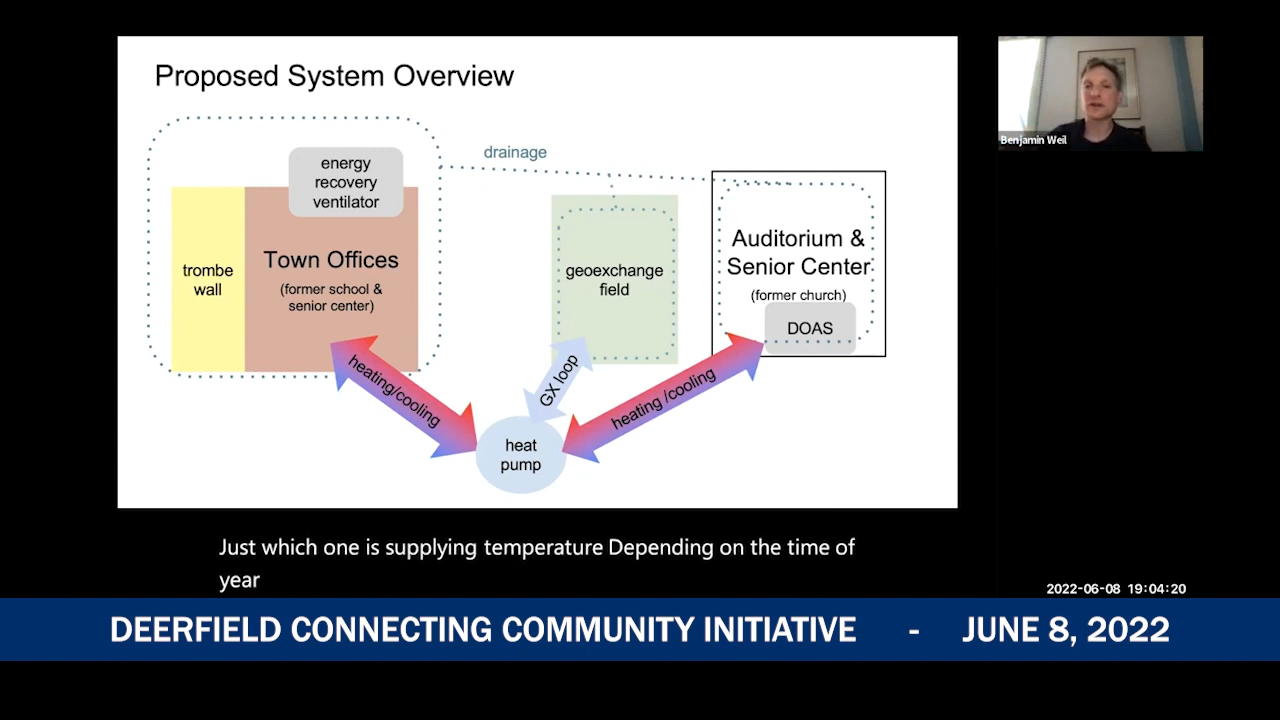 Proposed System Overview
energy
recovery
ventilator
drainage
trombe
wall
Town Offices
(former school &
senior center)
geoexchange
field
Auditorium &
Senior Center
(former church)
DOAS
heating/cooling
GX loop
heating /cooling
heat
pump
Benjamin Weil
Just which one is supplying temperature Depending on the time of
year
2022-06-08 19:04:20
DEERFIELD CONNECTING COMMUNITY INITIATIVE - JUNE 8, 2022